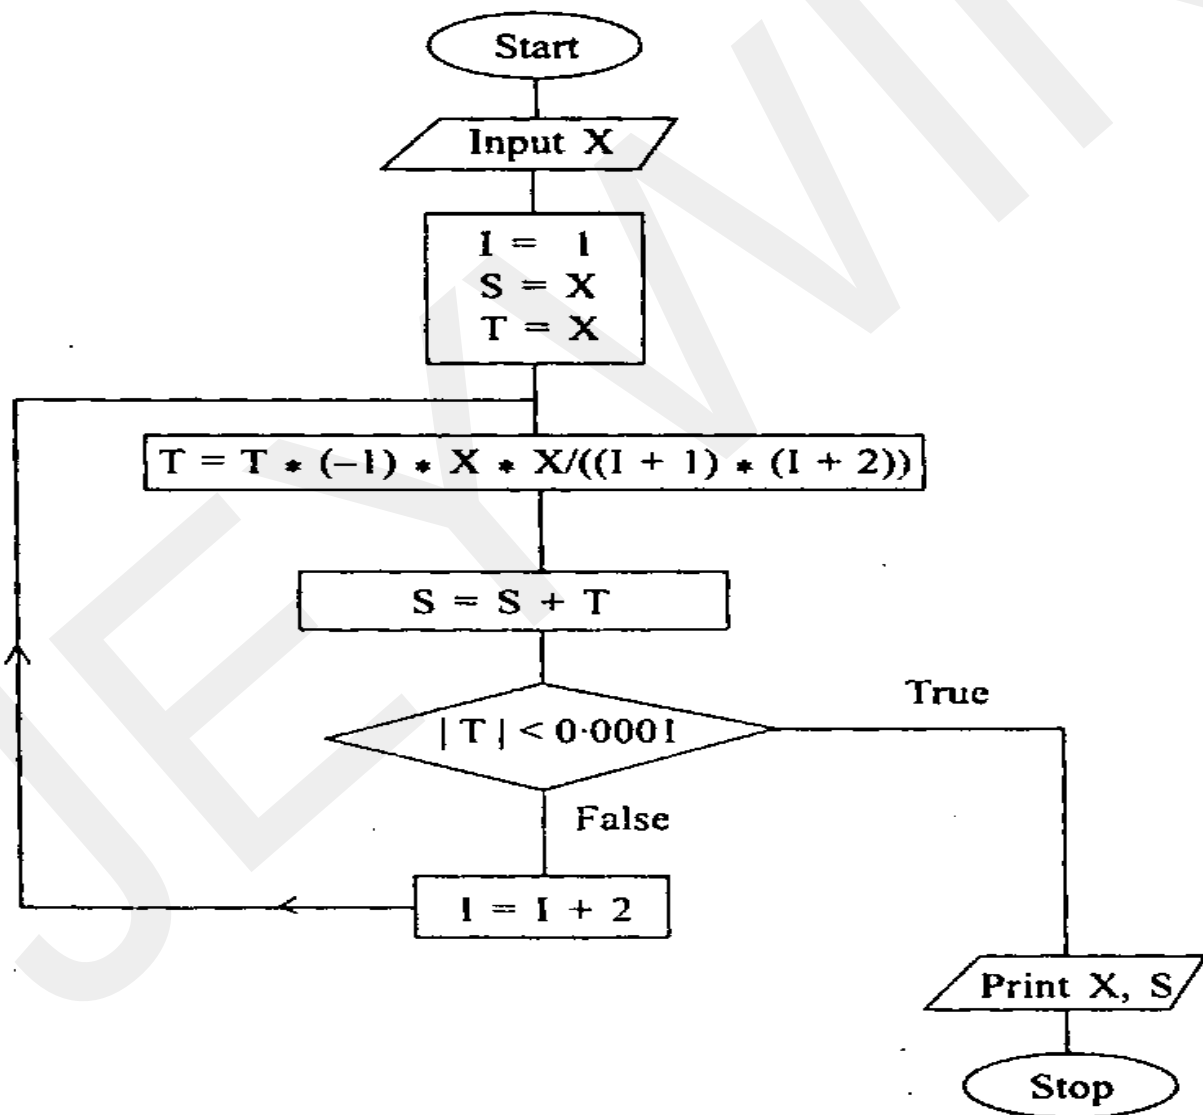 Start
Input X
I = 1
S = X
T = X
T = T * (–1) * X * X/((I + 1) * (I + 2))
S = S + T
| T | < 0·0001
True
False
I = I + 2
Print X, S
Stop